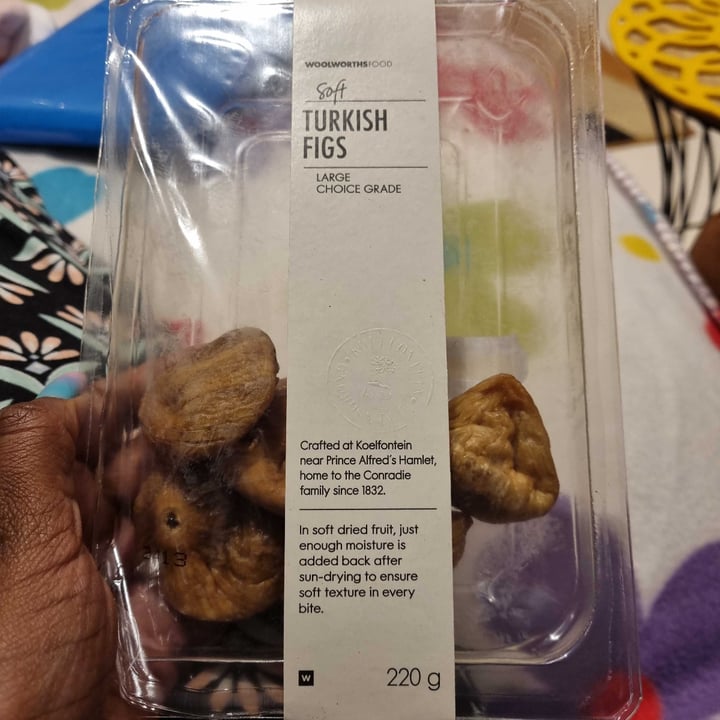 WOOLWORTHSFOOD
Soft
TURKISH
FIGS
LARGE
CHOICE GRADE
Crafted at Koelfontein
near Prince Alfred's Hamlet,
home to the Conradie
family since 1832.
In soft dried fruit, just
enough moisture is
added back after
sun-drying to ensure
soft texture in every
bite.
W
220 g